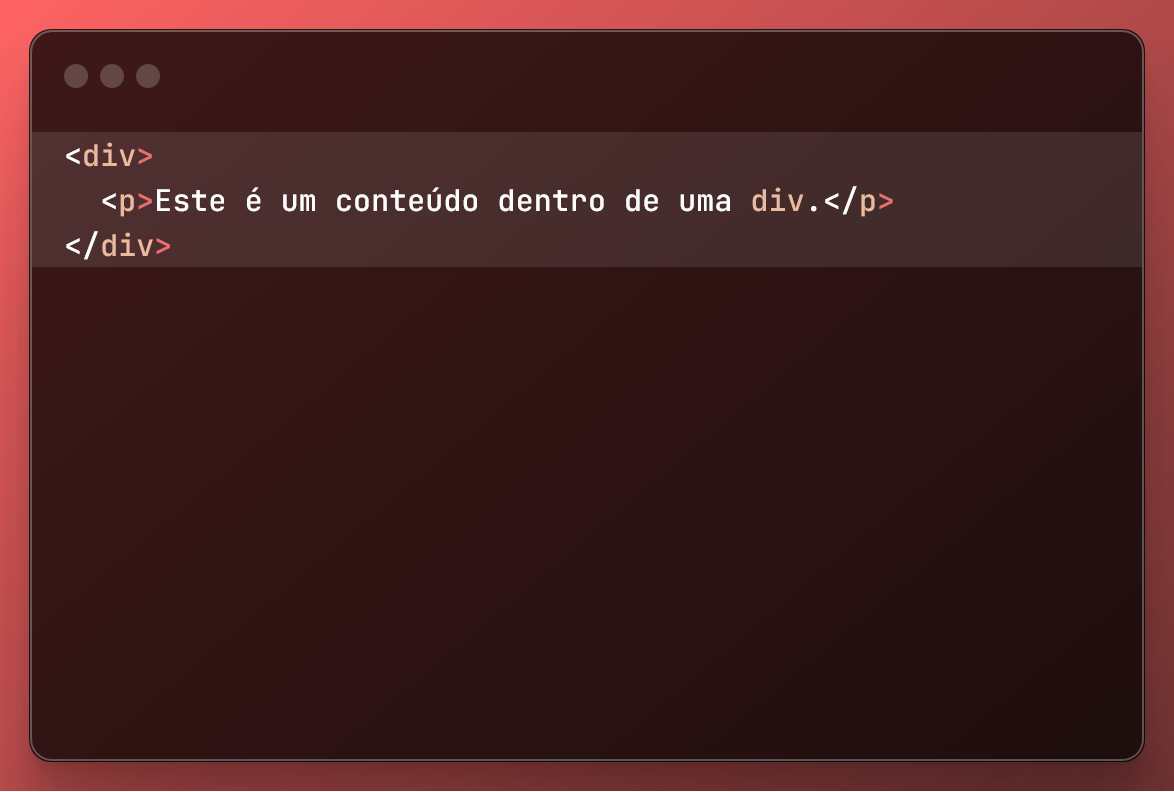 <div>
  <p>Este é um conteúdo dentro de uma div.</p>
</div>